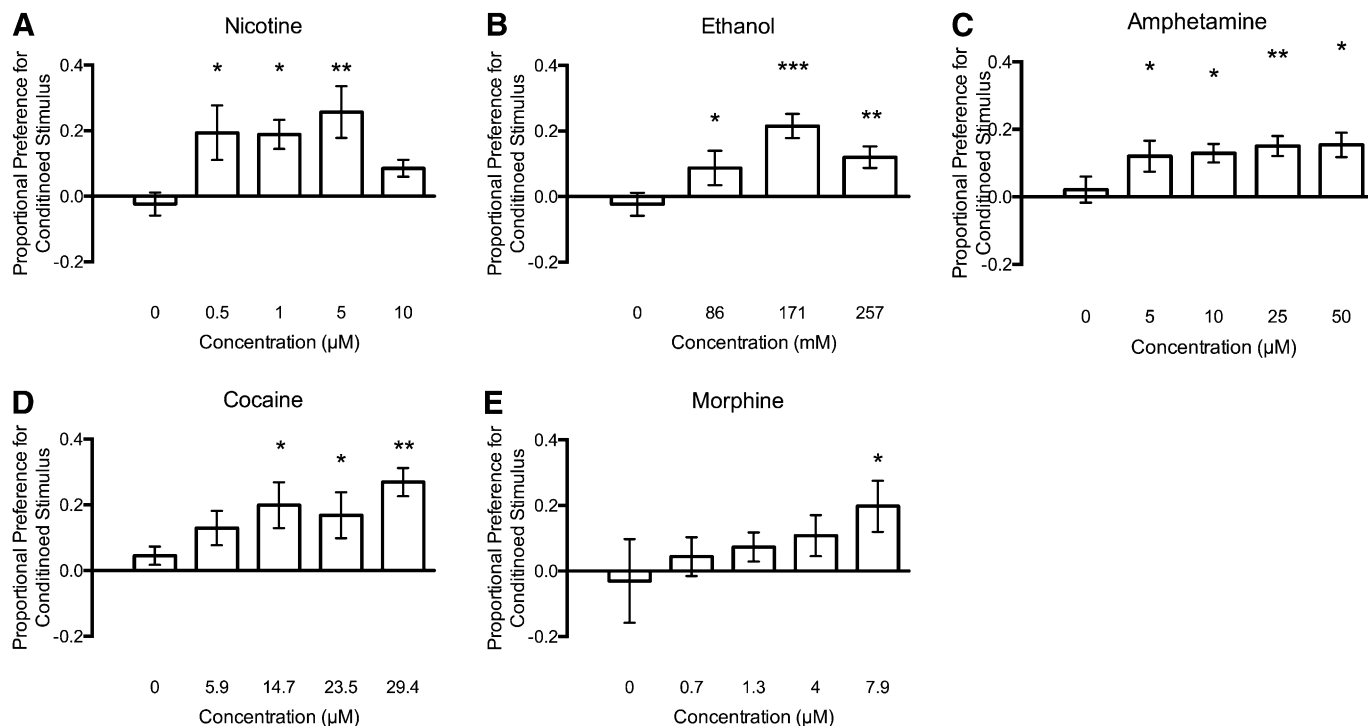 A
Nicotine
Proportional Preference for
Conditinoed Stimulus
0.4
0.2
0.0
-0.2
* * **
0 0.5 1 5 10
Concentration (µM)
B
Ethanol
Proportional Preference for
Conditinoed Stimulus
0.4
0.2
0.0
-0.2
* *** **
0 86 171 257
Concentration (mM)
C
Amphetamine
Proportional Preference for
Conditinoed Stimulus
0.4
0.2
0.0
-0.2
* * ** *
0 5 10 25 50
Concentration (µM)
D
Cocaine
Proportional Preference for
Conditinoed Stimulus
0.4
0.2
0.0
-0.2
* * **
0 5.9 14.7 23.5 29.4
Concentration (µM)
E
Morphine
Proportional Preference for
Conditinoed Stimulus
0.4
0.2
0.0
-0.2
*
0 0.7 1.3 4 7.9
Concentration (µM)